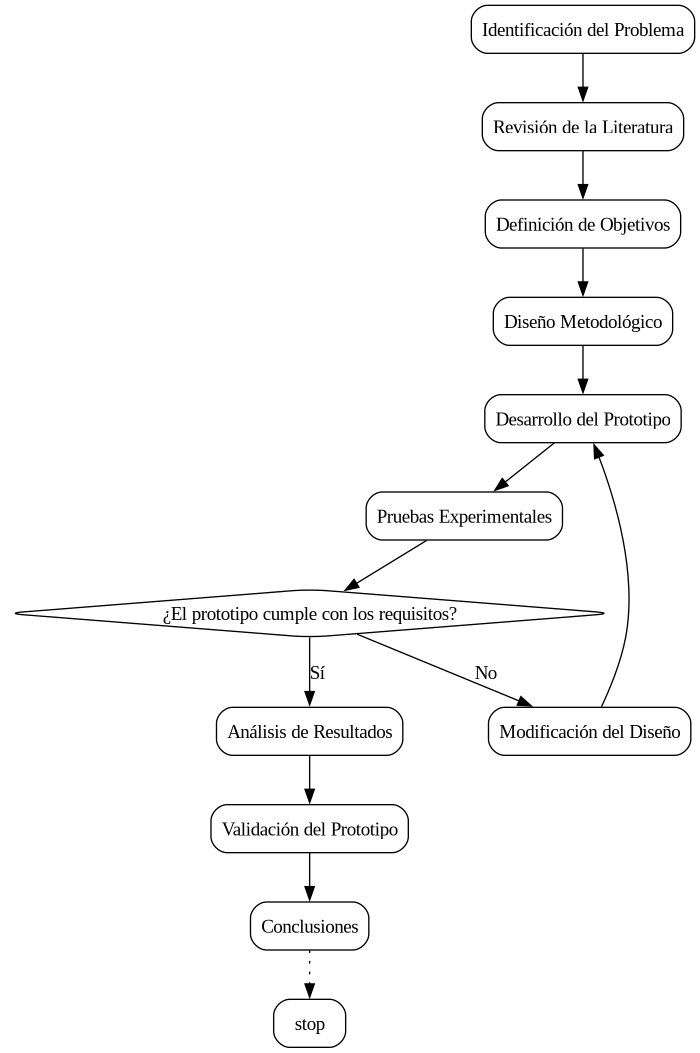 Identificación del Problema
Revisión de la Literatura
Definición de Objetivos
Diseño Metodológico
Desarrollo del Prototipo
Pruebas Experimentales
¿El prototipo cumple con los requisitos?
Sí
No
Análisis de Resultados
Modificación del Diseño
Validación del Prototipo
Conclusiones
stop